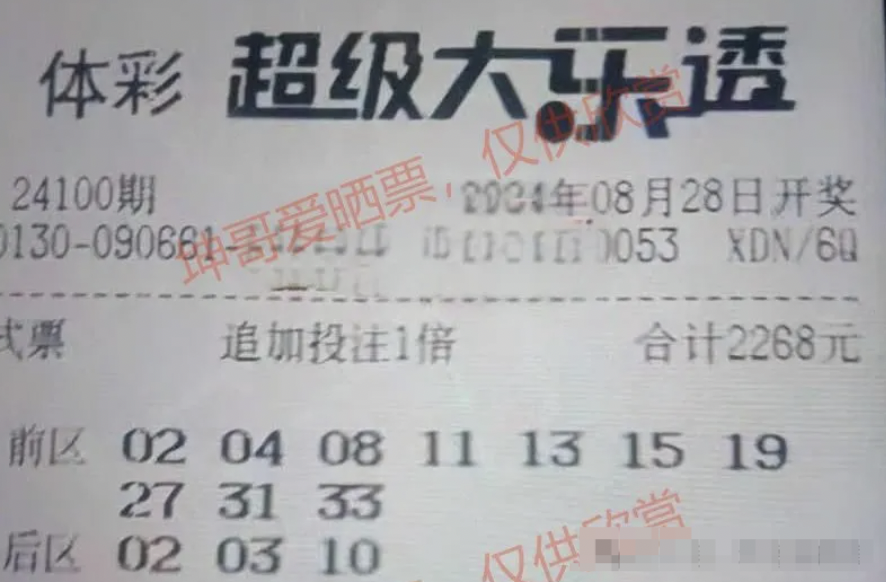 体彩 超级大乐透
24100期 2024年08月28日开奖
0130-090661- 0053 XDN/6Q
坤哥爱晒票，仅供欣赏
式票 追加投注1倍 合计2268元
前区 02 04 08 11 13 15 19
27 31 33
后区 02 03 10
仅供欣赏